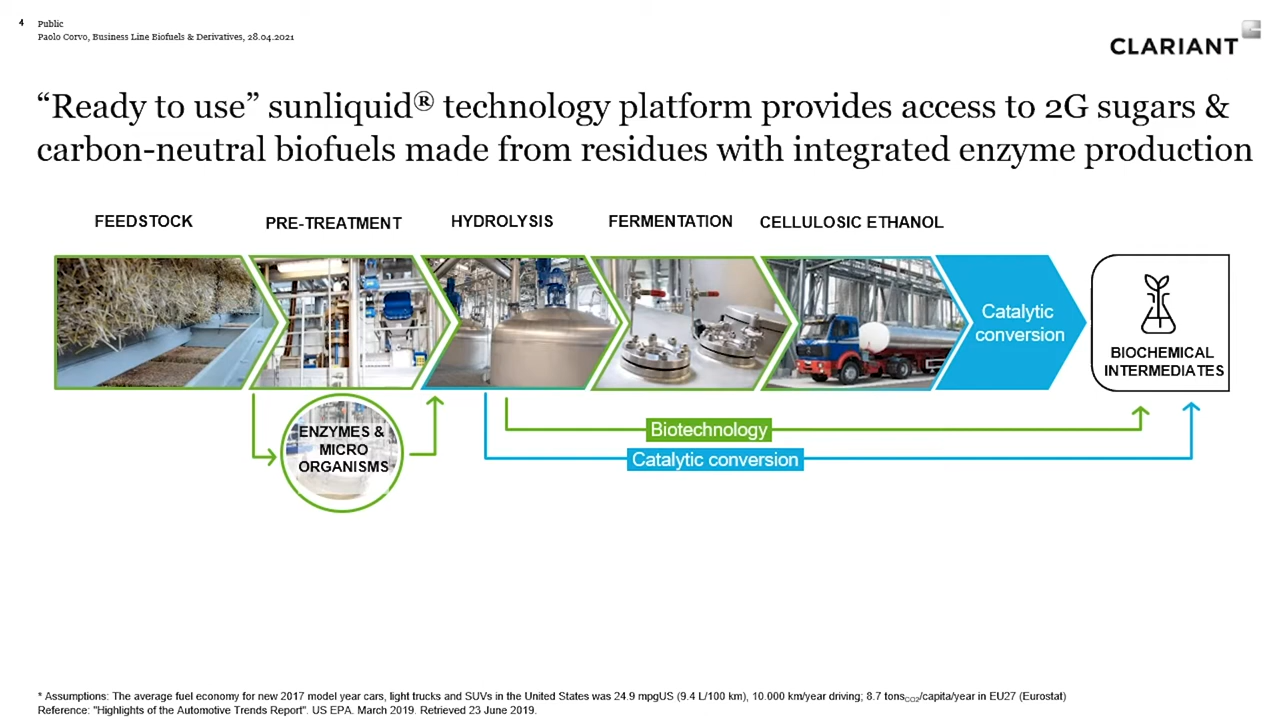 4 Public
Paolo Corvo, Business Line Biofuels & Derivatives, 28.04.2021
CLARIANT
“Ready to use” sunliquid® technology platform provides access to 2G sugars &
carbon-neutral biofuels made from residues with integrated enzyme production
FEEDSTOCK PRE-TREATMENT HYDROLYSIS FERMENTATION CELLULOSIC ETHANOL
Catalytic
conversion
BIOCHEMICAL
INTERMEDIATES
ENZYMES &
MICRO
ORGANISMS
Biotechnology
Catalytic conversion
* Assumptions: The average fuel economy for new 2017 model year cars, light trucks and SUVs in the United States was 24.9 mpgUS (9.4 L/100 km), 10.000 km/year driving; 8.7 tonsCO2/capita/year in EU27 (Eurostat)
Reference: "Highlights of the Automotive Trends Report". US EPA. March 2019. Retrieved 23 June 2019.